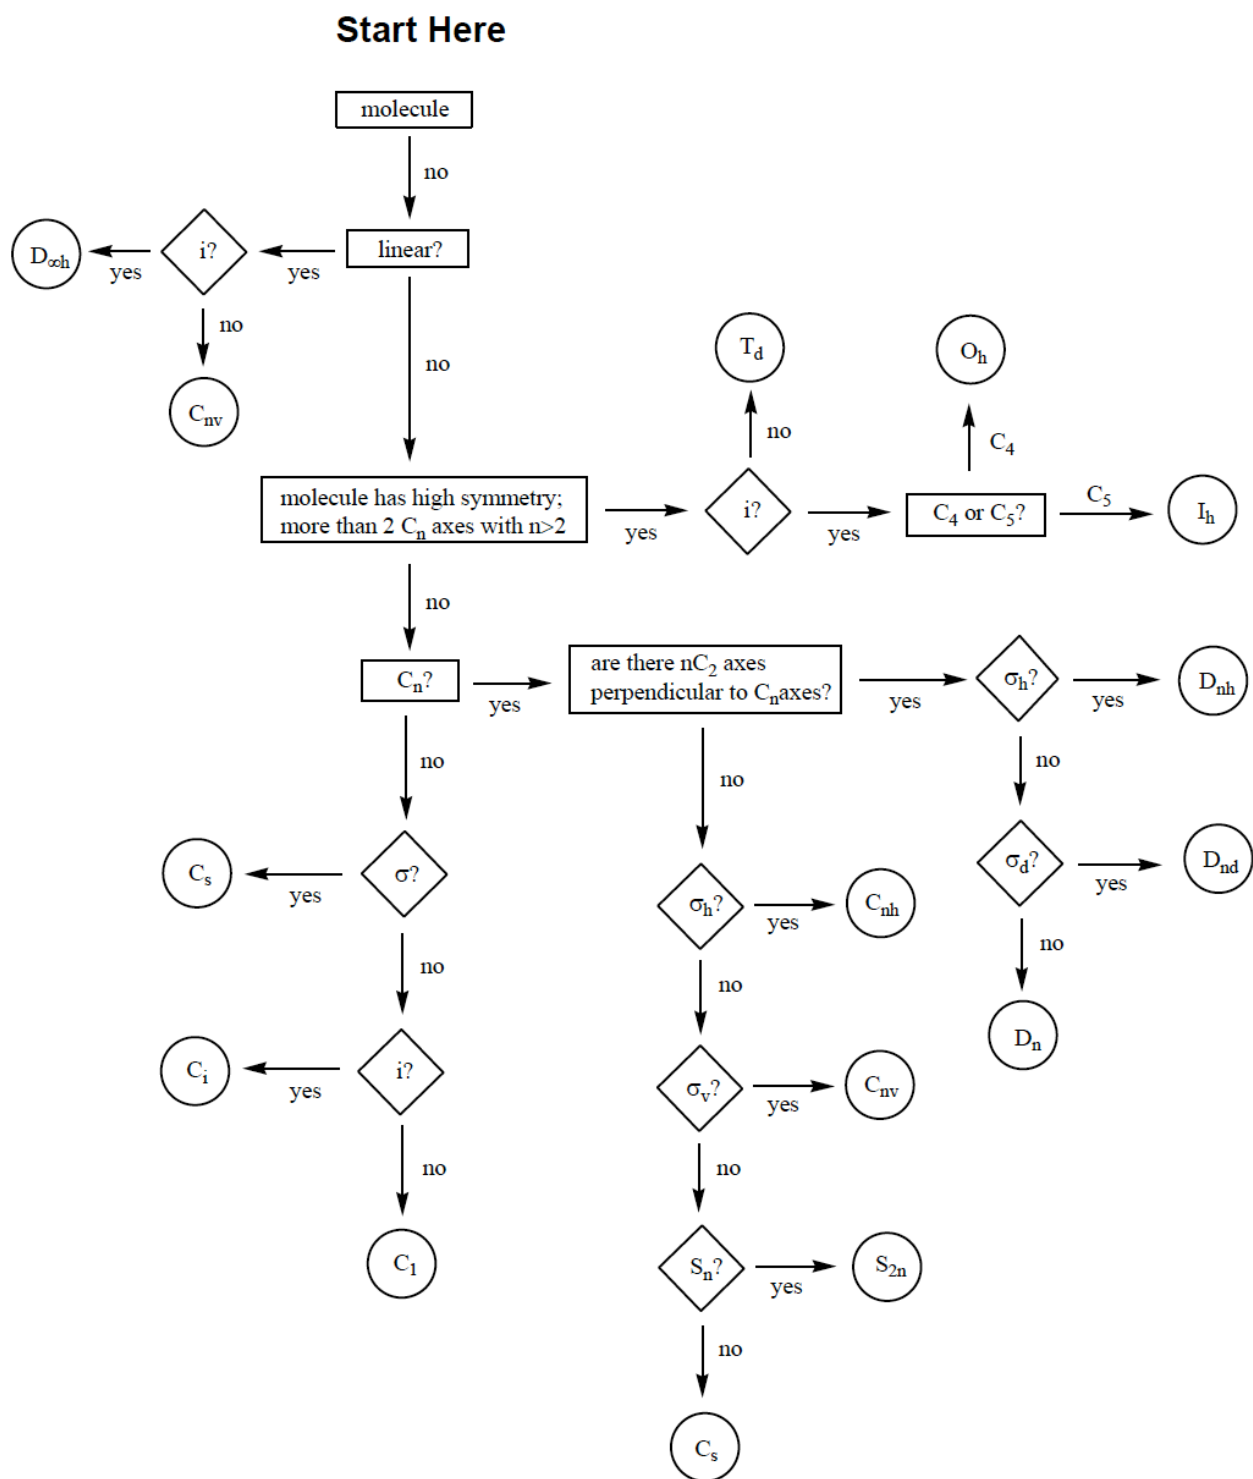 Start Here
molecule
no
linear?
yes
i?
yes
D∞h
no
Cnv
no
molecule has high symmetry;
more than 2 Cn axes with n>2
yes
i?
no
Td
yes
C4 or C5?
C4
Oh
C5
Ih
no
Cn?
yes
are there nC2 axes
perpendicular to Cnaxes?
yes
σh?
yes
Dnh
no
σd?
yes
Dnd
no
Dn
no
σh?
yes
Cnh
no
σv?
yes
Cnv
no
Sn?
yes
S2n
no
Cs
no
σ?
yes
Cs
no
i?
yes
Ci
no
C1